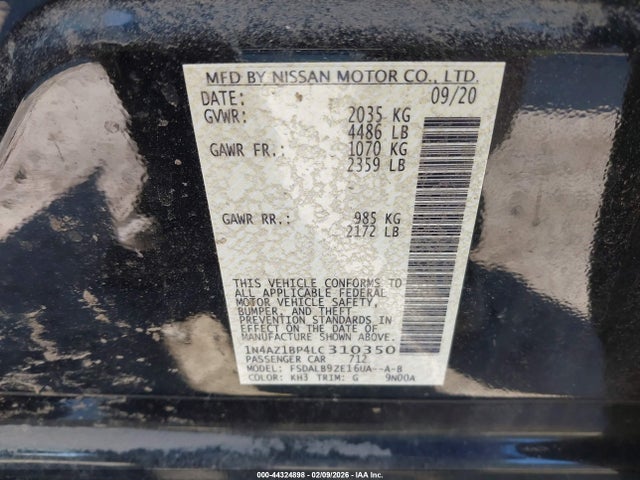 MFD BY NISSAN MOTOR CO., LTD.
DATE: 09/20
GVWR: 2035 KG
4486 LB
GAWR FR.: 1070 KG
2359 LB
GAWR RR.: 985 KG
2172 LB
THIS VEHICLE CONFORMS TO
ALL APPLICABLE FEDERAL
MOTOR VEHICLE SAFETY,
BUMPER, AND THEFT
PREVENTION STANDARDS IN
EFFECT ON THE DATE OF
MANUFACTURE SHOWN ABOVE.
1N4AZ1BP4LC310350
PASSENGER CAR 712
MODEL: FSDALB9ZE16UA--A-B
COLOR: KH3 TRIM: G 9N00A
000-44324898 - 02/09/2026 - IAA Inc.